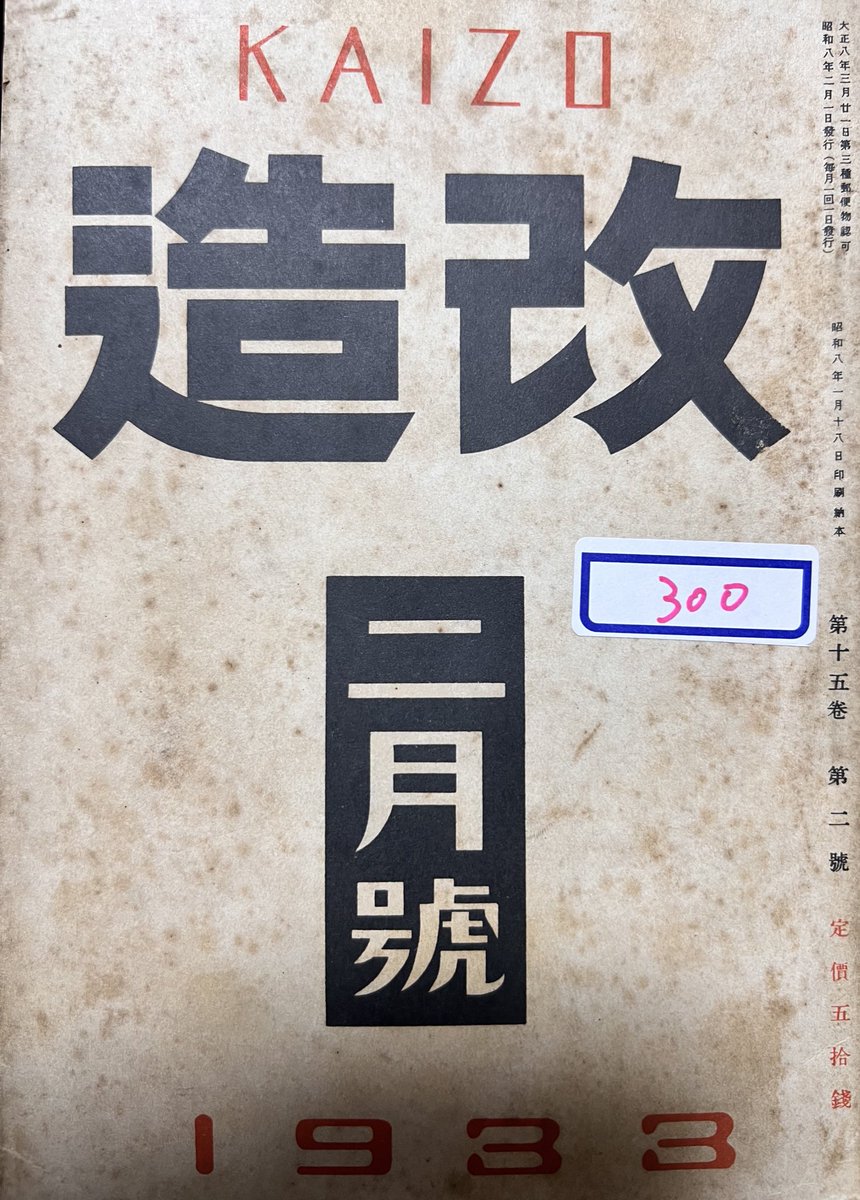 KAIZO
改造
大正八年三月廿一日第三種郵便物認可
昭和八年二月一日發行(每月一回一日發行)
昭和八年一月十八日印刷納本
300
第十五卷 第二號 定價五拾錢
二月號
1933